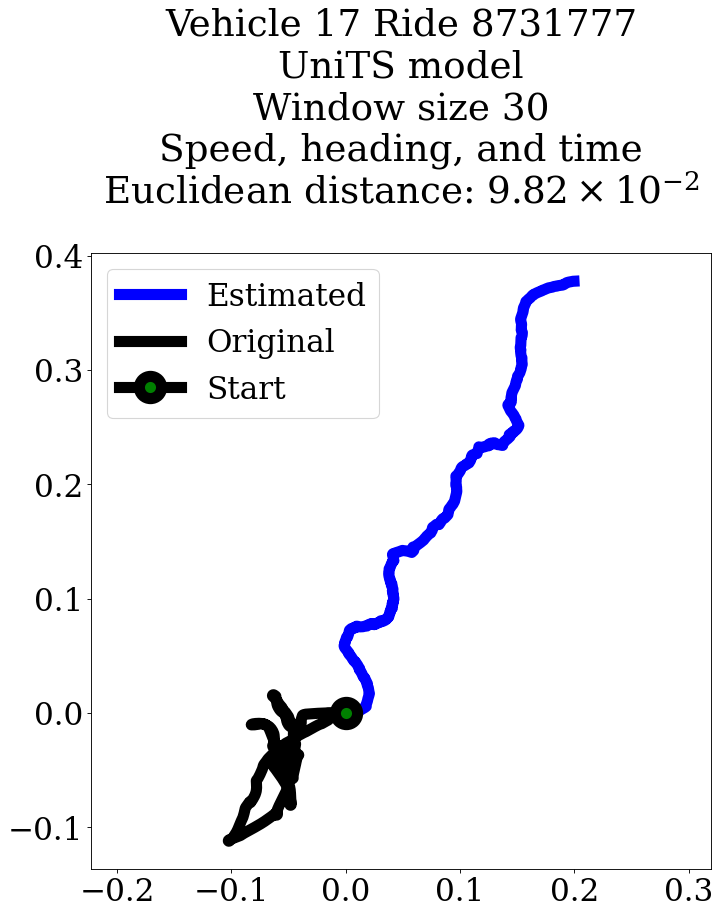 Vehicle 17 Ride 8731777
UniTS model
Window size 30
Speed, heading, and time
Euclidean distance: 9.82 × 10⁻²
0.4
Estimated
Original
Start
0.3
0.2
0.1
0.0
−0.1
−0.2 −0.1 0.0 0.1 0.2 0.3